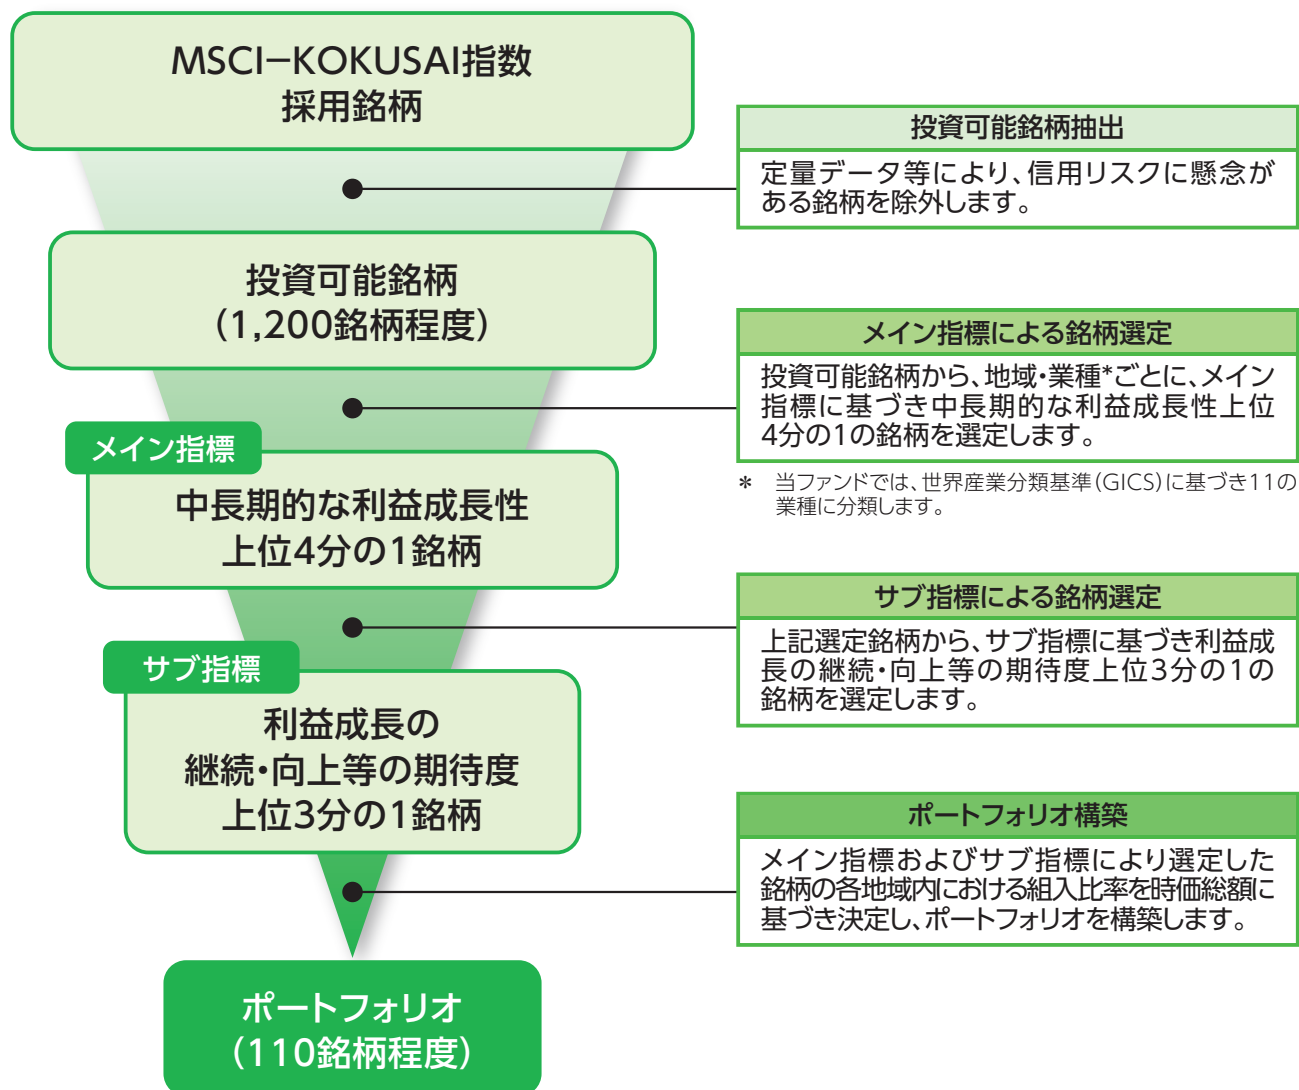 MSCI−KOKUSAI指数
採用銘柄
投資可能銘柄抽出
定量データ等により、信用リスクに懸念が
ある銘柄を除外します。
投資可能銘柄
(1,200銘柄程度)
メイン指標による銘柄選定
投資可能銘柄から、地域・業種*ごとに、メイン
指標に基づき中長期的な利益成長性上位
4分の1の銘柄を選定します。
* 当ファンドでは、世界産業分類基準(GICS)に基づき11の
業種に分類します。
メイン指標
中長期的な利益成長性
上位4分の1銘柄
サブ指標による銘柄選定
上記選定銘柄から、サブ指標に基づき利益成
長の継続・向上等の期待度上位3分の1の
銘柄を選定します。
サブ指標
利益成長の
継続・向上等の期待度
上位3分の1銘柄
ポートフォリオ構築
メイン指標およびサブ指標により選定した
銘柄の各地域内における組入比率を時価総額に
基づき決定し、ポートフォリオを構築します。
ポートフォリオ
(110銘柄程度)